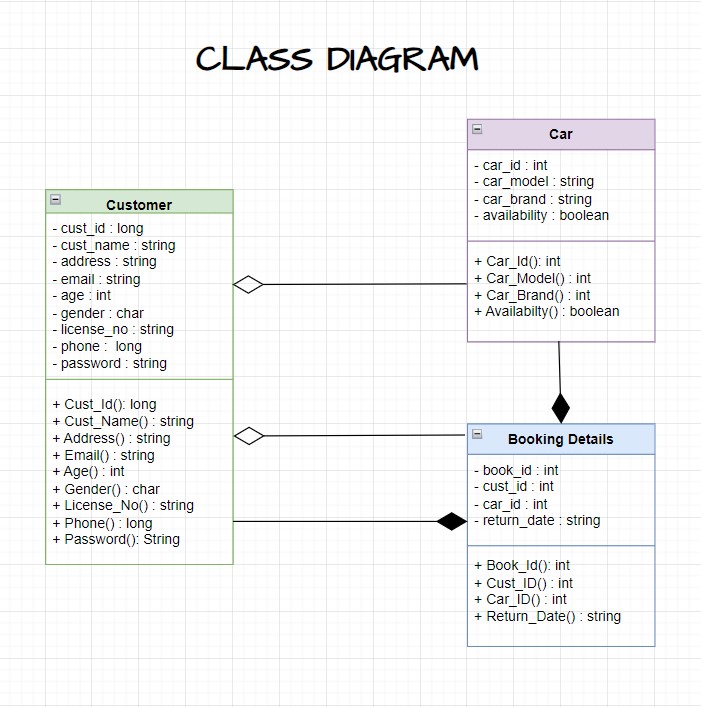 CLASS DIAGRAM
Car
- car_id : int
- car_model : string
- car_brand : string
- availability : boolean
+ Car_Id(): int
+ Car_Model() : int
+ Car_Brand() : int
+ Availabilty() : boolean
Customer
- cust_id : long
- cust_name : string
- address : string
- email : string
- age : int
- gender : char
- license_no : string
- phone :  long
- password : string
+ Cust_Id(): long
+ Cust_Name() : string
+ Address() : string
+ Email() : string
+ Age() : int
+ Gender() : char
+ License_No() : string
+ Phone() : long
+ Password(): String
Booking Details
- book_id : int
- cust_id : int
- car_id : int
- return_date : string
+ Book_Id(): int
+ Cust_ID() : int
+ Car_ID() : int
+ Return_Date() : string